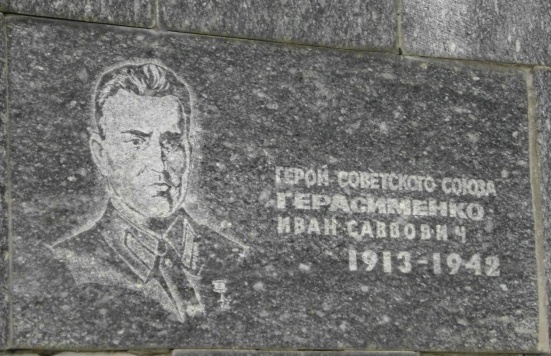 ГЕРОЙ СОВЕТСКОГО СОЮЗА
ГЕРАСИМЕНКО
ИВАН САВВОВИЧ
1913-1942